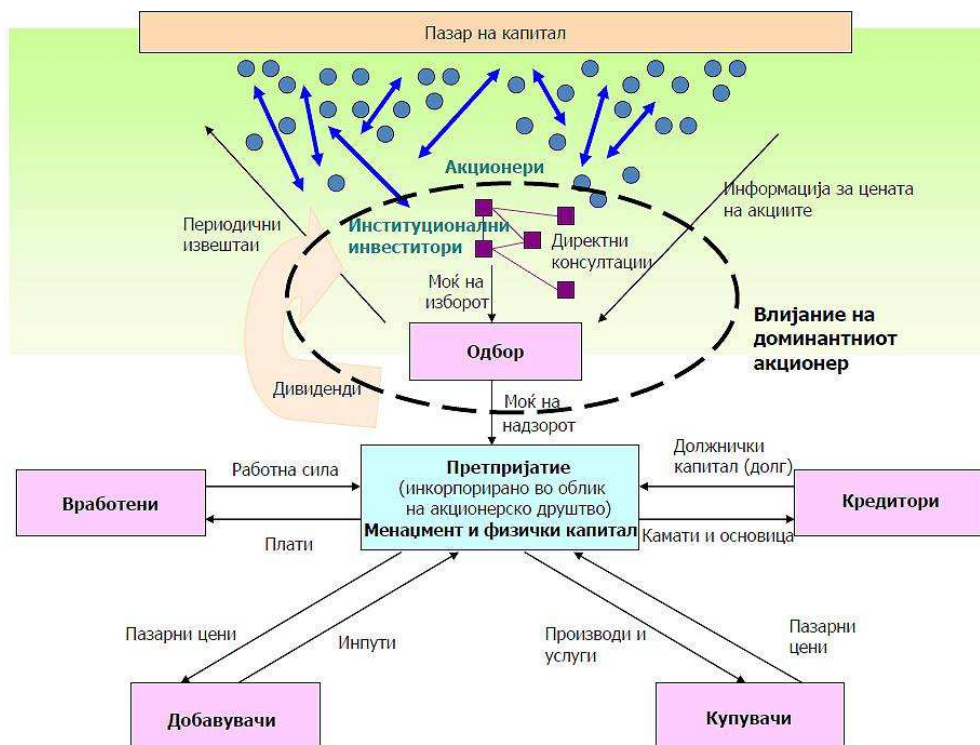 Пазар на капитал
Акционери
Информација за цената
на акциите
Периодични
извештаи
Институционални
инвеститори
Директни
консултации
Моќ на
изборот
Влијание на
доминантниот
акционер
Одбор
Дивиденди
Моќ на
надзорот
Вработени
Работна сила
Плати
Претпријатие
(инкорпорирано во облик
на акционерско друштво)
Менаџмент и физички капитал
Должнички
капитал (долг)
Камати и основица
Кредитори
Пазарни цени
Инпути
Производи и
услуги
Пазарни
цени
Добавувачи
Купувачи